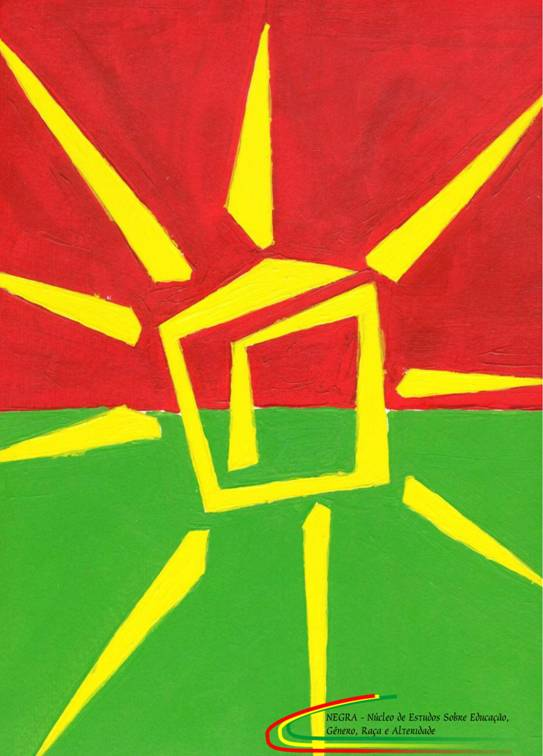 NEGRA - Núcleo de Estudos Sobre Educação,
Gênero, Raça e Alteridade